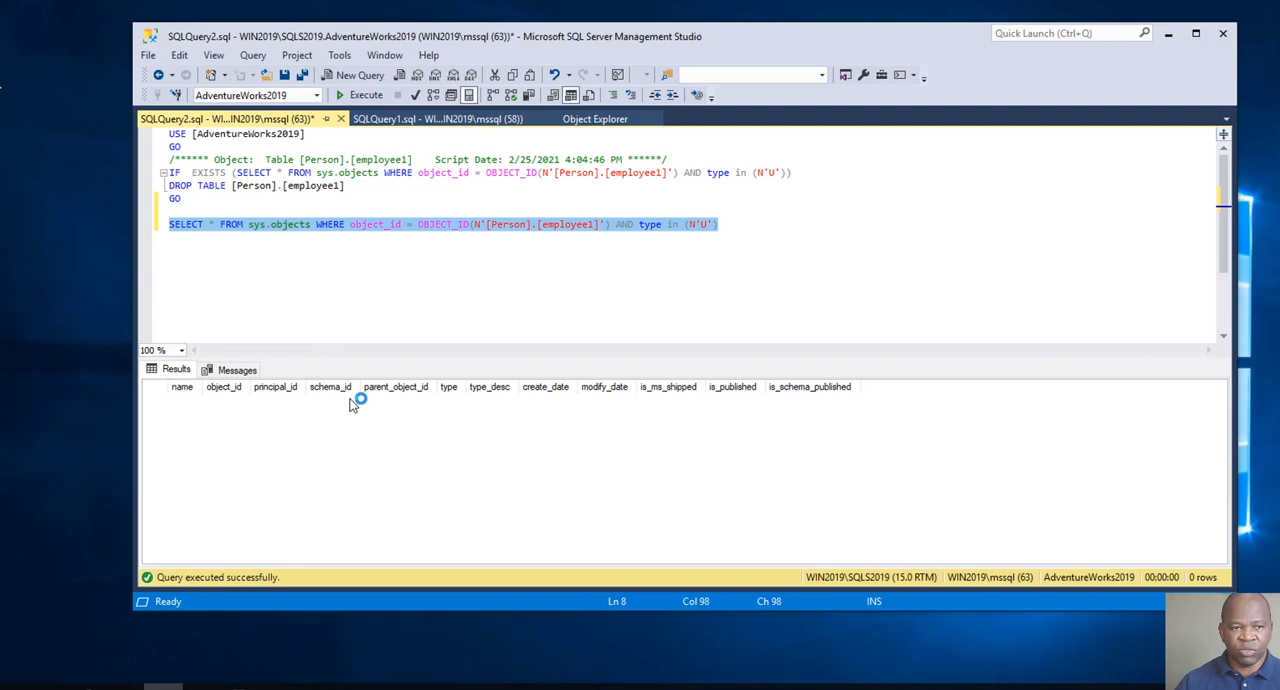 SQLQuery2.sql - WIN2019\SQLS2019.AdventureWorks2019 (WIN2019\mssql (63))* - Microsoft SQL Server Management Studio
Quick Launch (Ctrl+Q)
File Edit View Query Project Tools Window Help
New Query
AdventureWorks2019 Execute
SQLQuery2.sql - WI...IN2019\mssql (63))* SQLQuery1.sql - WI...IN2019\mssql (58)) Object Explorer
USE [AdventureWorks2019]
GO
/****** Object:  Table [Person].[employee1]    Script Date: 2/25/2021 4:04:46 PM ******/
IF  EXISTS (SELECT * FROM sys.objects WHERE object_id = OBJECT_ID(N'[Person].[employee1]') AND type in (N'U'))
DROP TABLE [Person].[employee1]
GO
SELECT * FROM sys.objects WHERE object_id = OBJECT_ID(N'[Person].[employee1]') AND type in (N'U')
100 %
Results Messages
name object_id principal_id schema_id parent_object_id type type_desc create_date modify_date is_ms_shipped is_published is_schema_published
Query executed successfully. WIN2019\SQLS2019 (15.0 RTM) WIN2019\mssql (63) AdventureWorks2019 00:00:00 0 rows
Ready Ln 8 Col 98 Ch 98 INS